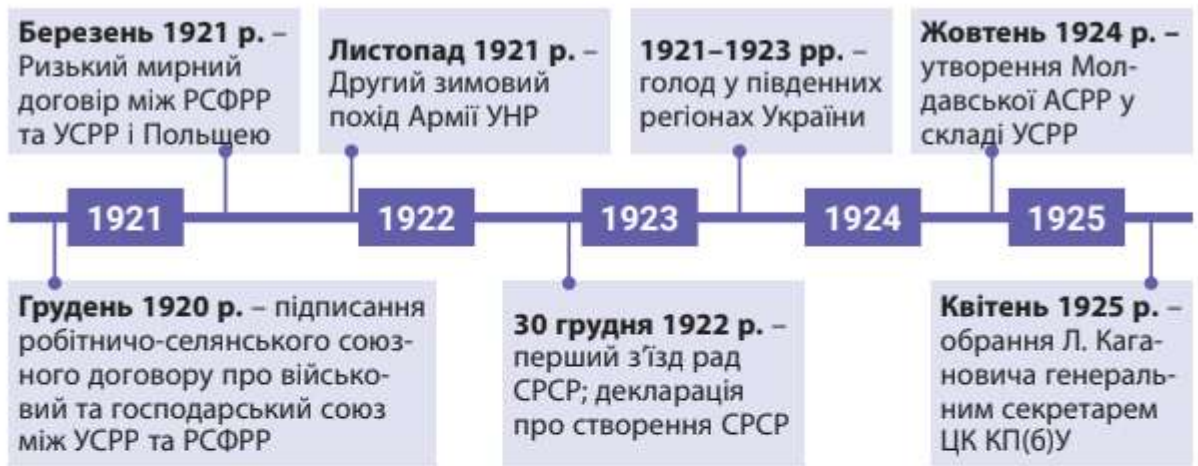 Березень 1921 р. –
Ризький мирний
договір між РСФРР
та УСРР і Польщею
Листопад 1921 р. –
Другий зимовий
похід Армії УНР
1921–1923 рр. –
голод у південних
регіонах України
Жовтень 1924 р. –
утворення Мол-
давської АСРР у
складі УСРР
1921
1922
1923
1924
1925
Грудень 1920 р. – підписання
робітничо-селянського союз-
ного договору про військо-
вий та господарський союз
між УСРР та РСФРР
30 грудня 1922 р. –
перший з’їзд рад
СРСР; декларація
про створення СРСР
Квітень 1925 р. –
обрання Л. Кага-
новича генераль-
ним секретарем
ЦК КП(б)У